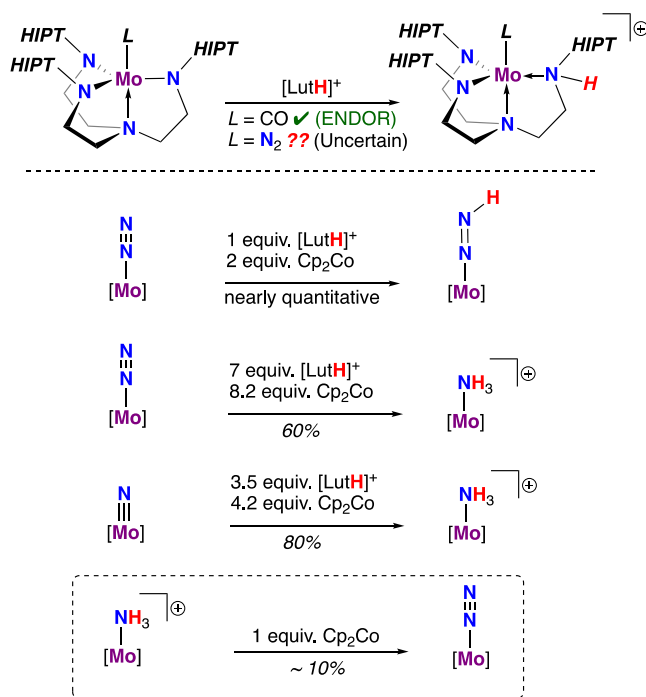 HIPT
L
HIPT
HIPT
N
Mo
N
N
N
[LutH]⁺
L = CO ✔ (ENDOR)
L = N₂ ?? (Uncertain)
HIPT
L
HIPT
HIPT
N
Mo
N
N
H
N
⊕
N
N
[Mo]
1 equiv. [LutH]⁺
2 equiv. Cp₂Co
nearly quantitative
H
N
N
[Mo]
N
N
[Mo]
7 equiv. [LutH]⁺
8.2 equiv. Cp₂Co
60%
NH₃
[Mo]
⊕
N
[Mo]
3.5 equiv. [LutH]⁺
4.2 equiv. Cp₂Co
80%
NH₃
[Mo]
⊕
NH₃
[Mo]
⊕
1 equiv. Cp₂Co
~ 10%
N
N
[Mo]